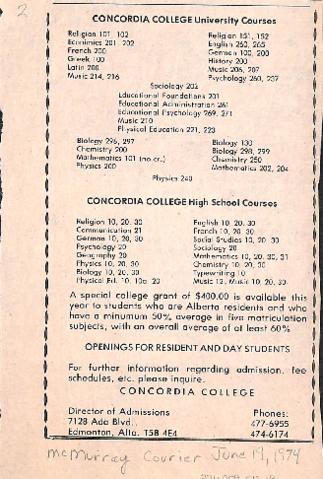 2
CONCORDIA COLLEGE University Courses
Religion 101, 102
Economics 201, 202
French 200
Greek 100
Latin
Music 214, 216
Religion 151, 152
English 260, 265
German 100, 200
History 200
Music 206, 207
Psychology 260, 237
Sociology 202
Educational Foundations 201
Educational Administration 261
Educational Psychology 269, 271
Music 210
Physical Education 221, 223
Biology 296, 297
Chemistry 200
Mathematics 101 (no cr.)
Physics 200
Biology 130
Biology 298, 299
Chemistry 250
Mathematics 202, 204
Physics 240
CONCORDIA COLLEGE High School Courses
Religion 10, 20, 30
Communication 21
German 10, 20, 30
Psychology 20
Geography 20
Physics 10, 20, 30
Biology 10, 20, 30
Physical Ed. 10, 10a, 20
English 10, 20, 30
French 10, 20, 30
Social Studies 10, 20, 30
Sociology 20
Mathematics 10, 20, 30, 31
Chemistry 10, 20, 30
Typewriting 10
Music 12, Music 10, 20, 30
A special college grant of $400.00 is available this
year to students who are Alberta residents and who
have a minumum 50% average in five matriculation
subjects, with an overall average of at least 60%
OPENINGS FOR RESIDENT AND DAY STUDENTS
For further information regarding admission, fee
schedules, etc. please inquire.
CONCORDIA COLLEGE
Director of Admissions
7128 Ada Blvd.,
Edmonton, Alta. T5B 4E4
Phones:
477-6955
474-6174
McMurray Courier June 19, 1974